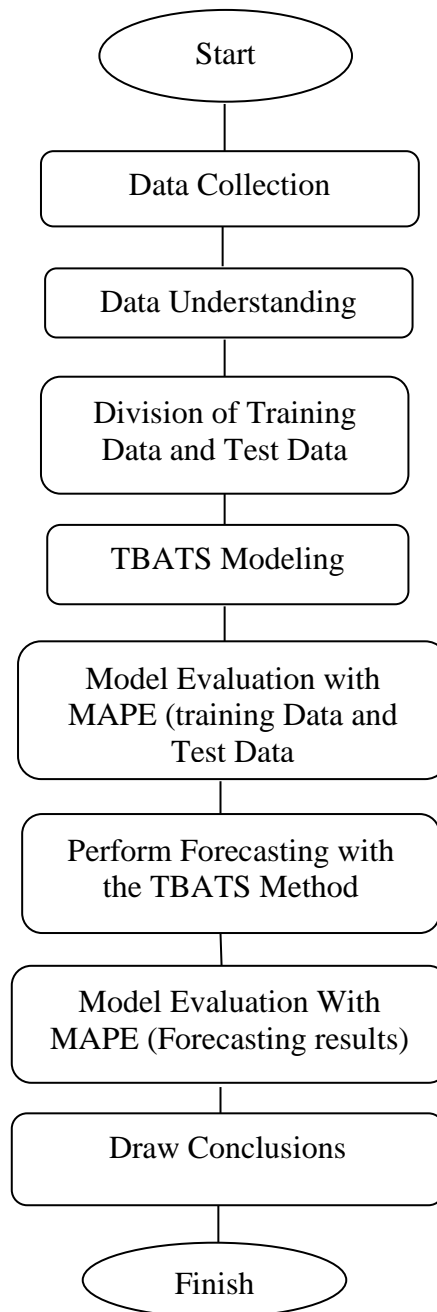 Start
Data Collection
Data Understanding
Division of Training
Data and Test Data
TBATS Modeling
Model Evaluation with
MAPE (training Data and
Test Data
Perform Forecasting with
the TBATS Method
Model Evaluation With
MAPE (Forecasting results)
Draw Conclusions
Finish